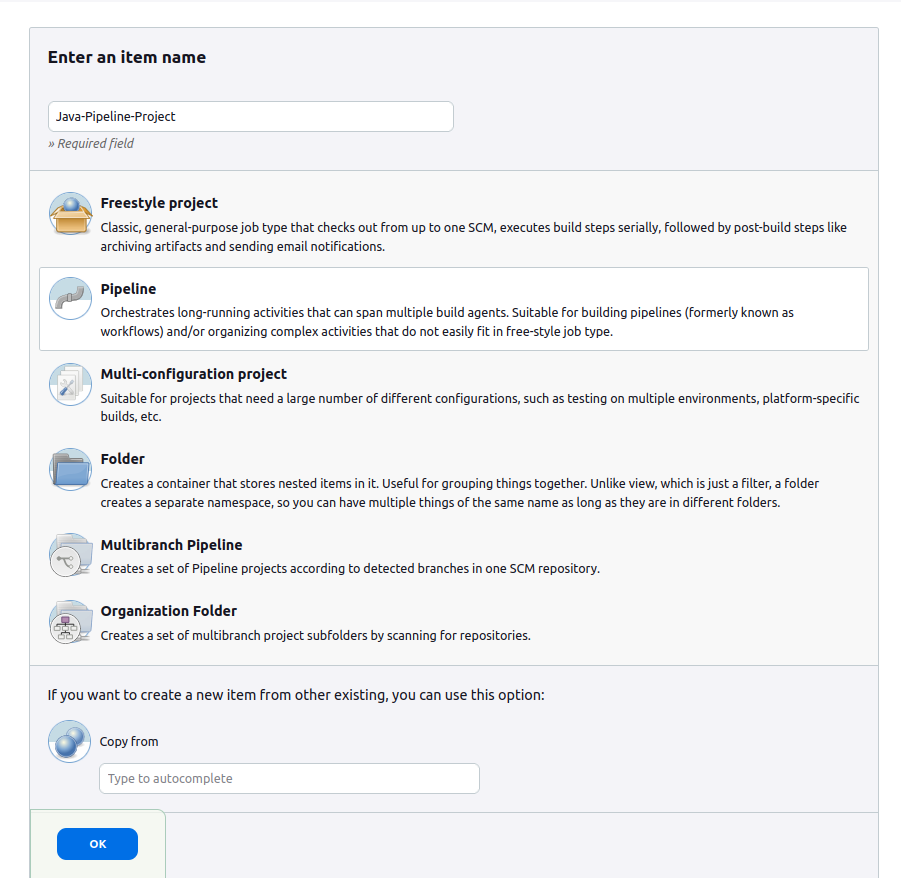 Enter an item name
Java-Pipeline-Project
» Required field
Freestyle project
Classic, general-purpose job type that checks out from up to one SCM, executes build steps serially, followed by post-build steps like
archiving artifacts and sending email notifications.
Pipeline
Orchestrates long-running activities that can span multiple build agents. Suitable for building pipelines (formerly known as
workflows) and/or organizing complex activities that do not easily fit in free-style job type.
Multi-configuration project
Suitable for projects that need a large number of different configurations, such as testing on multiple environments, platform-specific
builds, etc.
Folder
Creates a container that stores nested items in it. Useful for grouping things together. Unlike view, which is just a filter, a folder
creates a separate namespace, so you can have multiple things of the same name as long as they are in different folders.
Multibranch Pipeline
Creates a set of Pipeline projects according to detected branches in one SCM repository.
Organization Folder
Creates a set of multibranch project subfolders by scanning for repositories.
If you want to create a new item from other existing, you can use this option:
Copy from
Type to autocomplete
OK